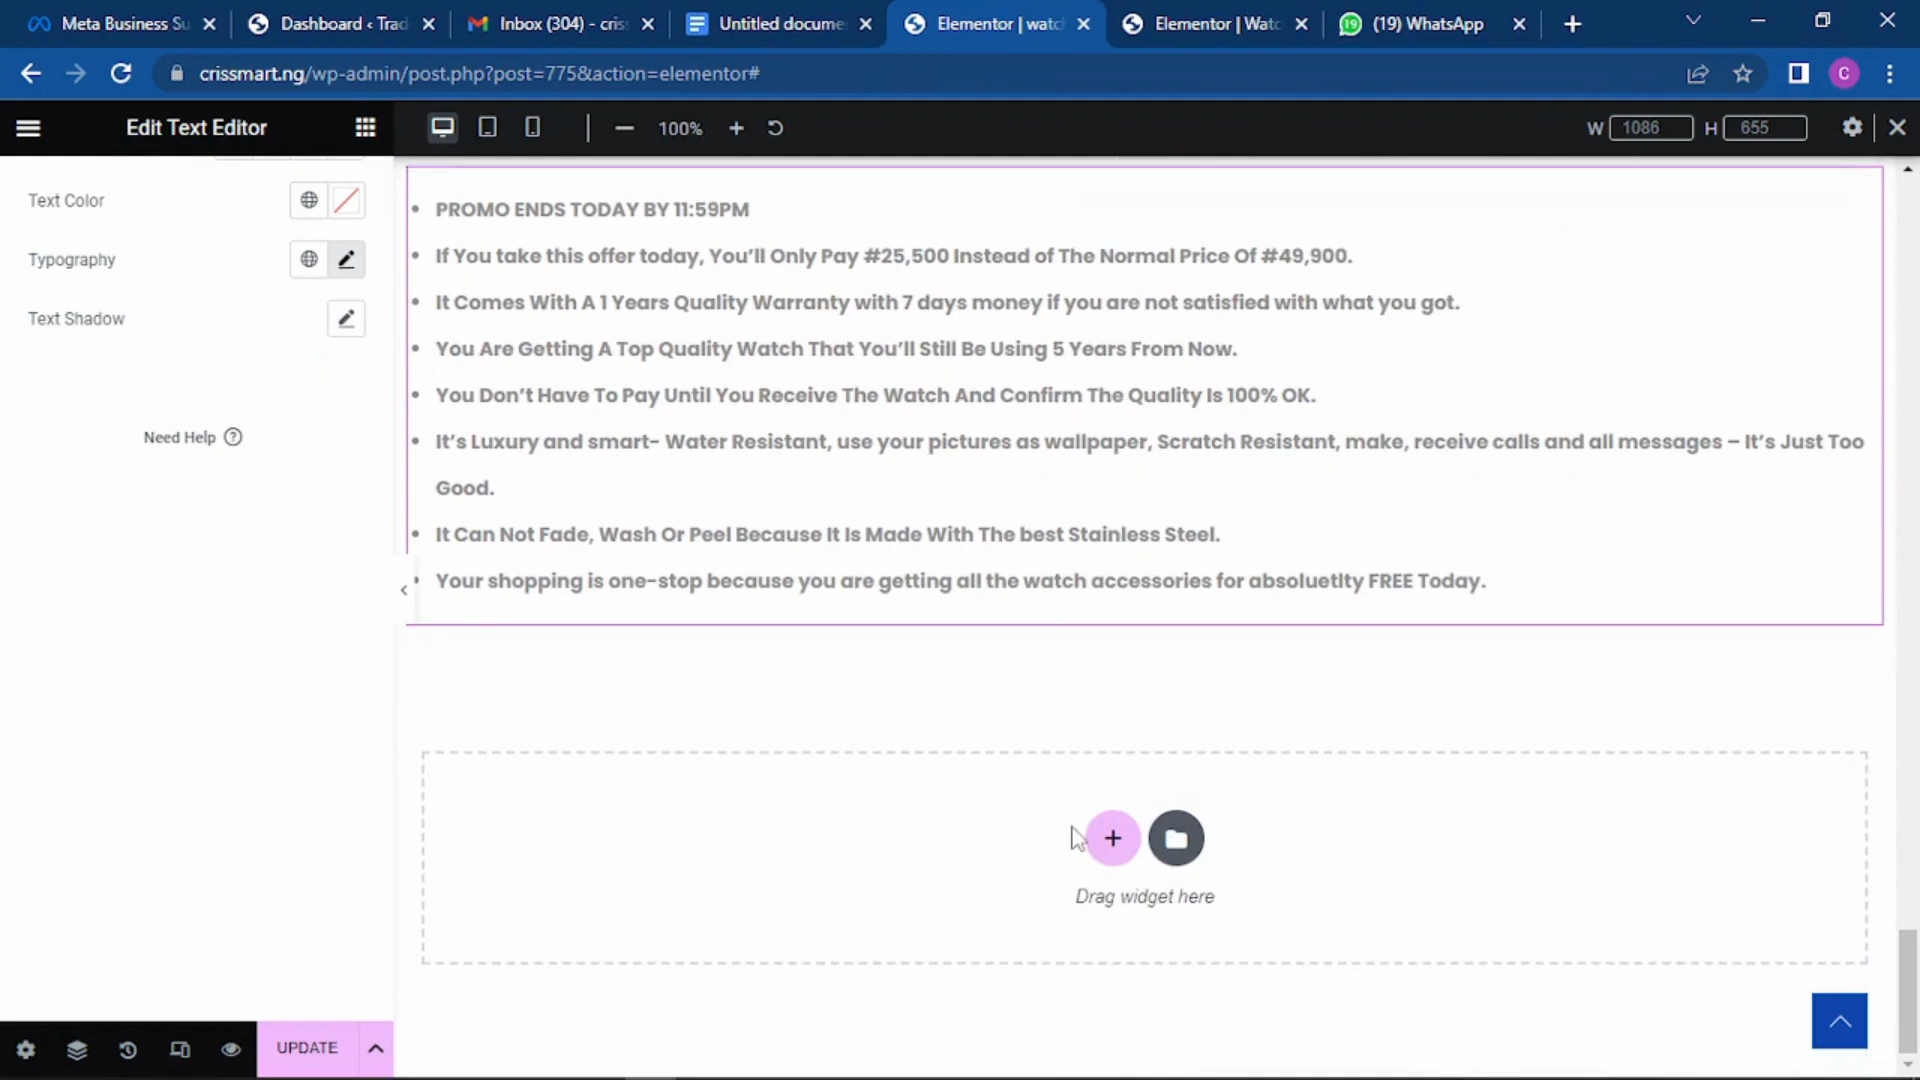 Meta Business Su
Dashboard ‹ Trad
Inbox (304) - cris
Untitled docume
Elementor | watc
Elementor | Watc
19
(19) WhatsApp
crissmart.ng/wp-admin/post.php?post=775&action=elementor#
C
Edit Text Editor
100%
W 1086 H 655
Text Color
Typography
Text Shadow
Need Help ?
PROMO ENDS TODAY BY 11:59PM
If You take this offer today, You’ll Only Pay #25,500 Instead of The Normal Price Of #49,900.
It Comes With A 1 Years Quality Warranty with 7 days money if you are not satisfied with what you got.
You Are Getting A Top Quality Watch That You’ll Still Be Using 5 Years From Now.
You Don’t Have To Pay Until You Receive The Watch And Confirm The Quality Is 100% OK.
It’s Luxury and smart- Water Resistant, use your pictures as wallpaper, Scratch Resistant, make, receive calls and all messages – It’s Just Too
Good.
It Can Not Fade, Wash Or Peel Because It Is Made With The best Stainless Steel.
Your shopping is one-stop because you are getting all the watch accessories for absoluetlty FREE Today.
Drag widget here
UPDATE